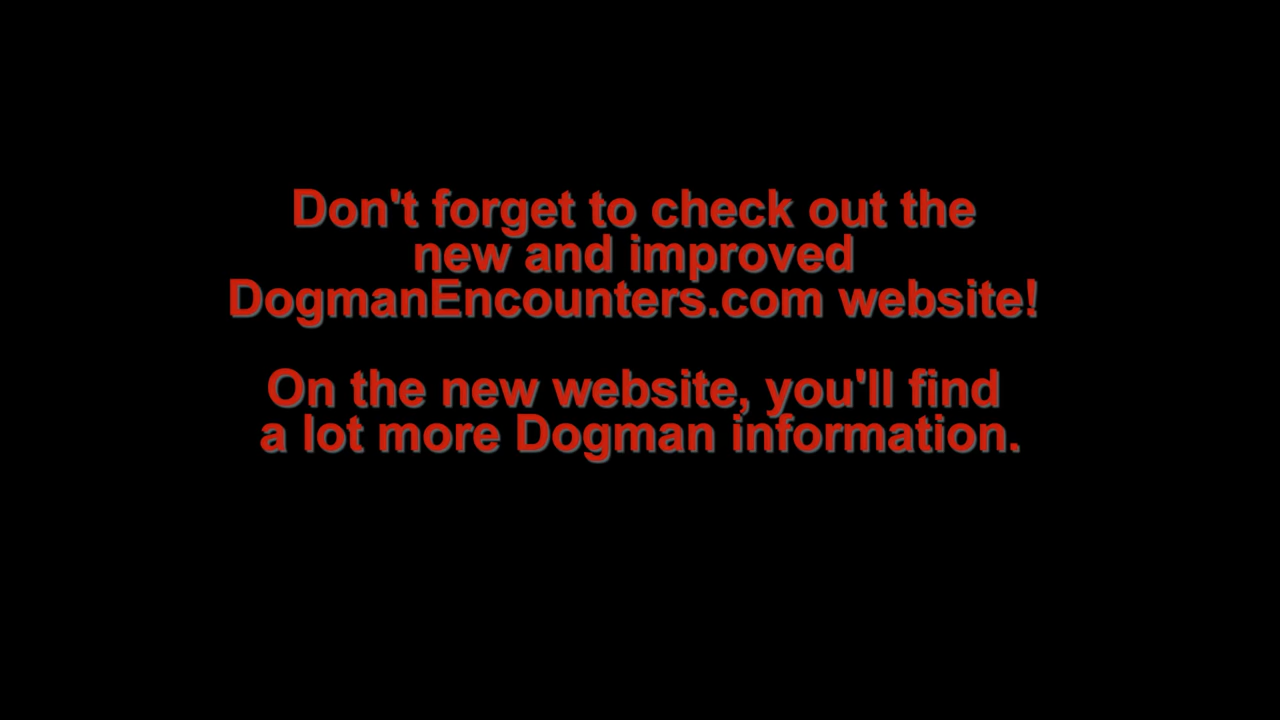 Don't forget to check out the
new and improved
DogmanEncounters.com website!
On the new website, you'll find
a lot more Dogman information.